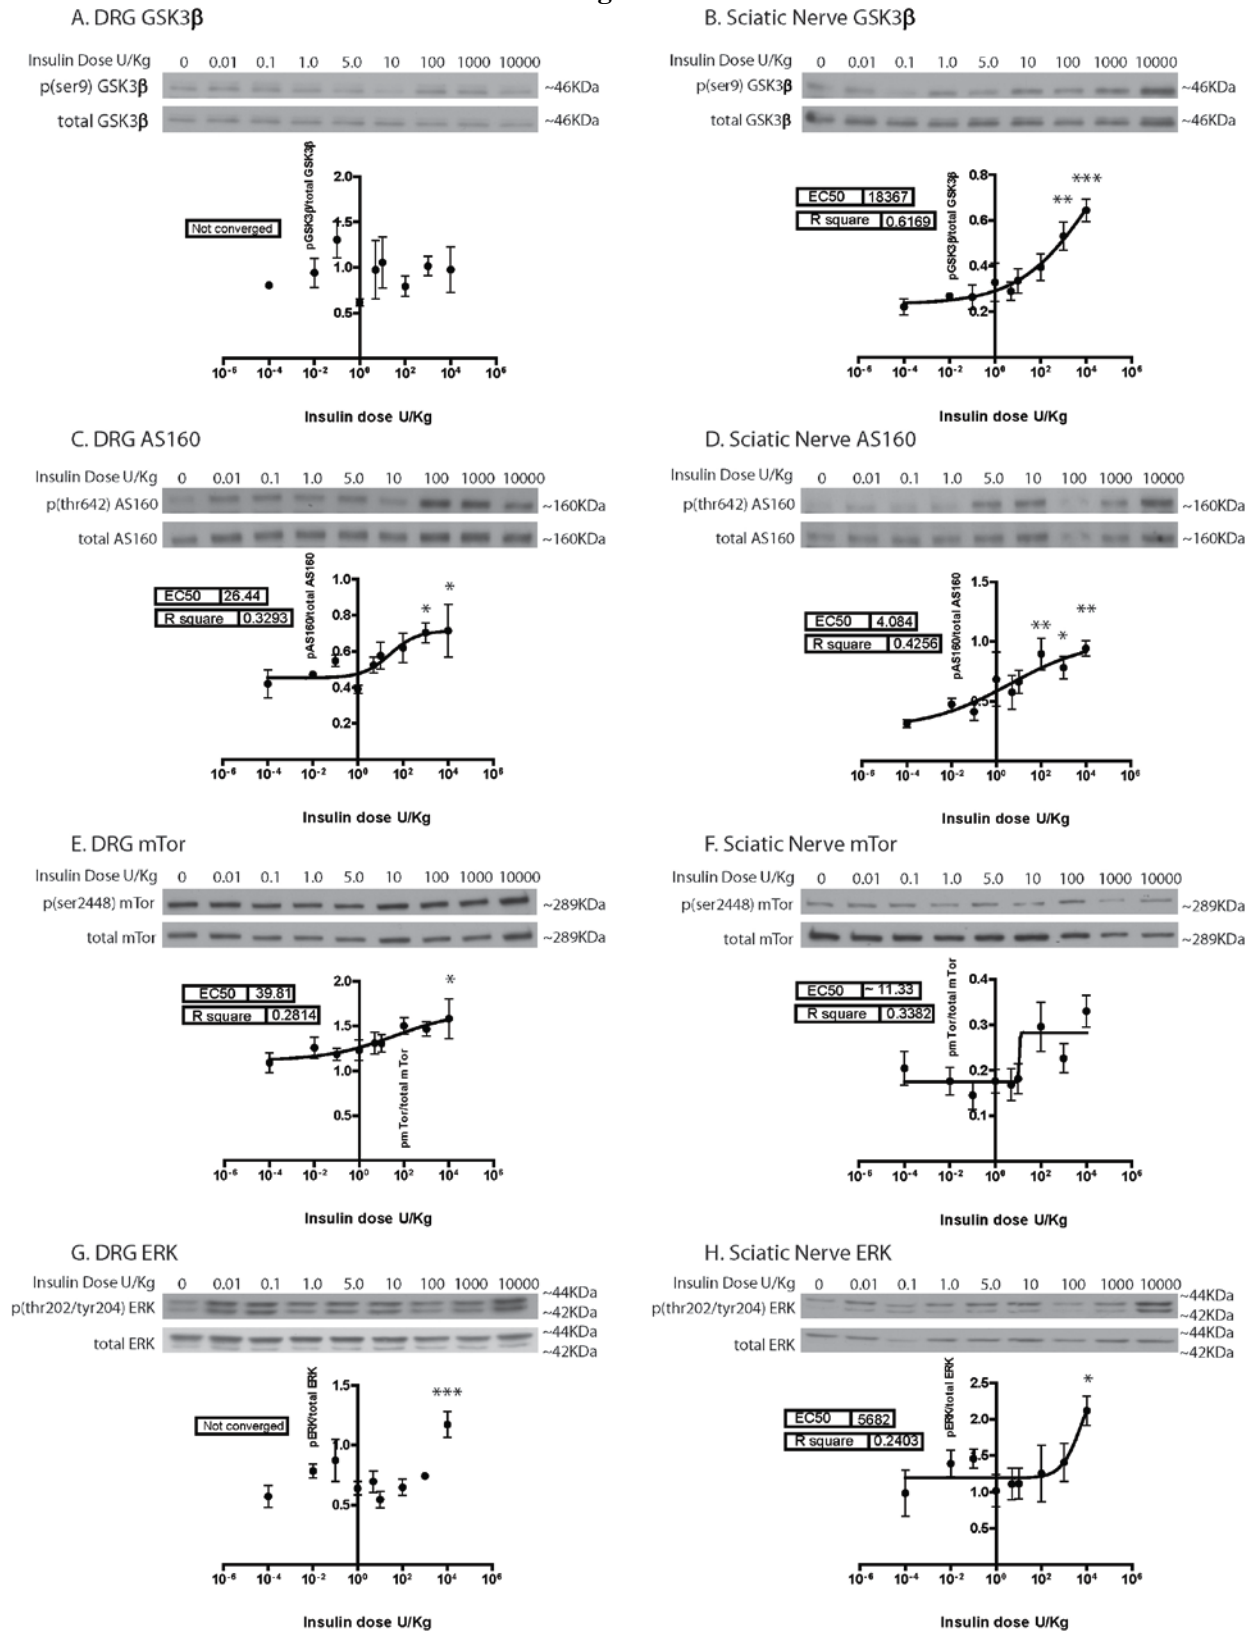 g
A. DRG GSK3β
Insulin Dose U/Kg 0 0.01 0.1 1.0 5.0 10 100 1000 10000
p(ser9) GSK3β ~46KDa
total GSK3β ~46KDa
Not converged
pGSK3β/total GSK3β
2.0
1.5
1.0
0.5
10⁻⁶ 10⁻⁴ 10⁻² 10⁰ 10² 10⁴ 10⁶
Insulin dose U/Kg
B. Sciatic Nerve GSK3β
Insulin Dose U/Kg 0 0.01 0.1 1.0 5.0 10 100 1000 10000
p(ser9) GSK3β ~46KDa
total GSK3β ~46KDa
EC50 18367
R square 0.6169
pGSK3β/total GSK3β
** ***
0.8
0.6
0.4
0.2
10⁻⁶ 10⁻⁴ 10⁻² 10⁰ 10² 10⁴ 10⁶
Insulin dose U/Kg
C. DRG AS160
Insulin Dose U/Kg 0 0.01 0.1 1.0 5.0 10 100 1000 10000
p(thr642) AS160 ~160KDa
total AS160 ~160KDa
EC50 26.44
R square 0.3293
pAS160/total AS160
* *
1.0
0.8
0.6
0.4
0.2
10⁻⁶ 10⁻⁴ 10⁻² 10⁰ 10² 10⁴ 10⁶
Insulin dose U/Kg
D. Sciatic Nerve AS160
Insulin Dose U/Kg 0 0.01 0.1 1.0 5.0 10 100 1000 10000
p(thr642) AS160 ~160KDa
total AS160 ~160KDa
EC50 4.084
R square 0.4256
pAS160/total AS160
** * **
1.5
1.0
0.5
10⁻⁶ 10⁻⁴ 10⁻² 10⁰ 10² 10⁴ 10⁶
Insulin dose U/Kg
E. DRG mTor
Insulin Dose U/Kg 0 0.01 0.1 1.0 5.0 10 100 1000 10000
p(ser2448) mTor ~289KDa
total mTor ~289KDa
EC50 39.81
R square 0.2814
pmTor/total mTor
*
2.0
1.5
1.0
0.5
10⁻⁶ 10⁻⁴ 10⁻² 10⁰ 10² 10⁴ 10⁶
Insulin dose U/Kg
F. Sciatic Nerve mTor
Insulin Dose U/Kg 0 0.01 0.1 1.0 5.0 10 100 1000 10000
p(ser2448) mTor ~289KDa
total mTor ~289KDa
EC50 ~ 11.33
R square 0.3382
pmTor/total mTor
0.4
0.3
0.2
0.1
10⁻⁶ 10⁻⁴ 10⁻² 10⁰ 10² 10⁴ 10⁶
Insulin dose U/Kg
G. DRG ERK
Insulin Dose U/Kg 0 0.01 0.1 1.0 5.0 10 100 1000 10000
p(thr202/tyr204) ERK ~44KDa
~42KDa
total ERK ~44KDa
~42KDa
Not converged
pERK/total ERK
***
1.5
1.0
0.5
10⁻⁶ 10⁻⁴ 10⁻² 10⁰ 10² 10⁴ 10⁶
Insulin dose U/Kg
H. Sciatic Nerve ERK
Insulin Dose U/Kg 0 0.01 0.1 1.0 5.0 10 100 1000 10000
p(thr202/tyr204) ERK ~44KDa
~42KDa
total ERK ~44KDa
~42KDa
EC50 5682
R square 0.2403
pERK/total ERK
*
2.5
2.0
1.5
1.0
0.5
10⁻⁶ 10⁻⁴ 10⁻² 10⁰ 10² 10⁴ 10⁶
Insulin dose U/Kg